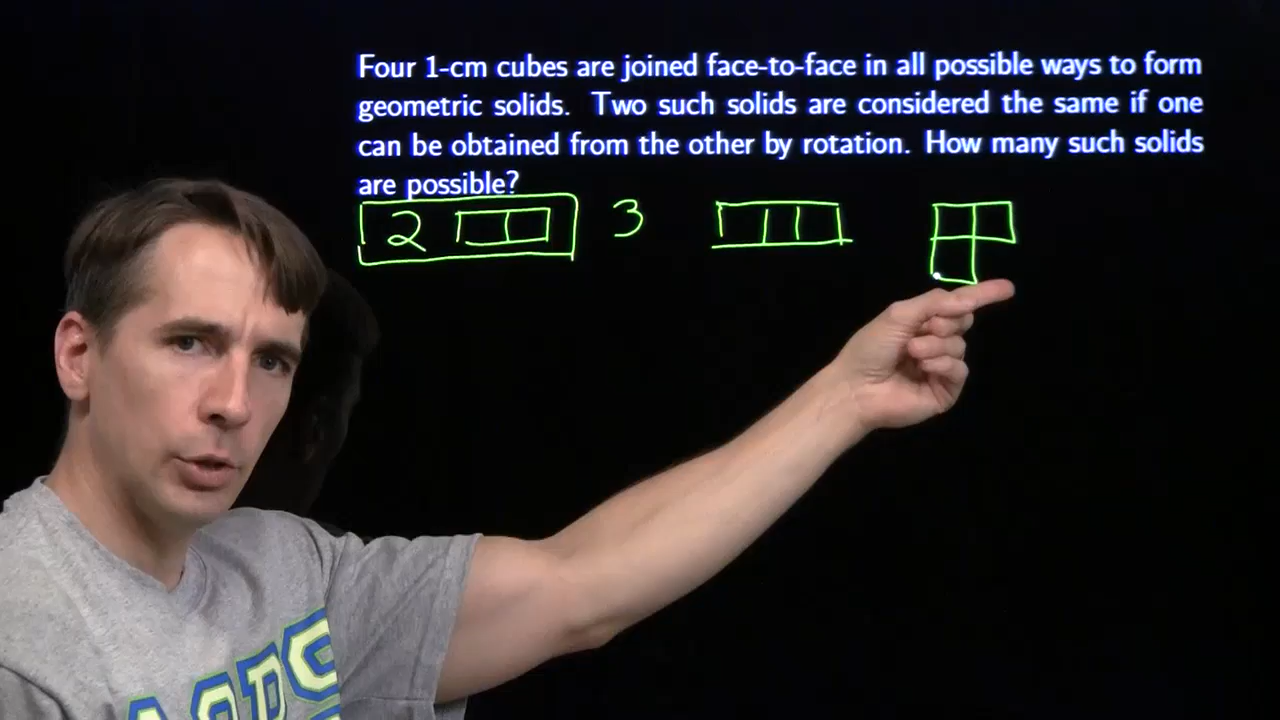 Four 1-cm cubes are joined face-to-face in all possible ways to form
geometric solids. Two such solids are considered the same if one
can be obtained from the other by rotation. How many such solids
are possible?
2 3